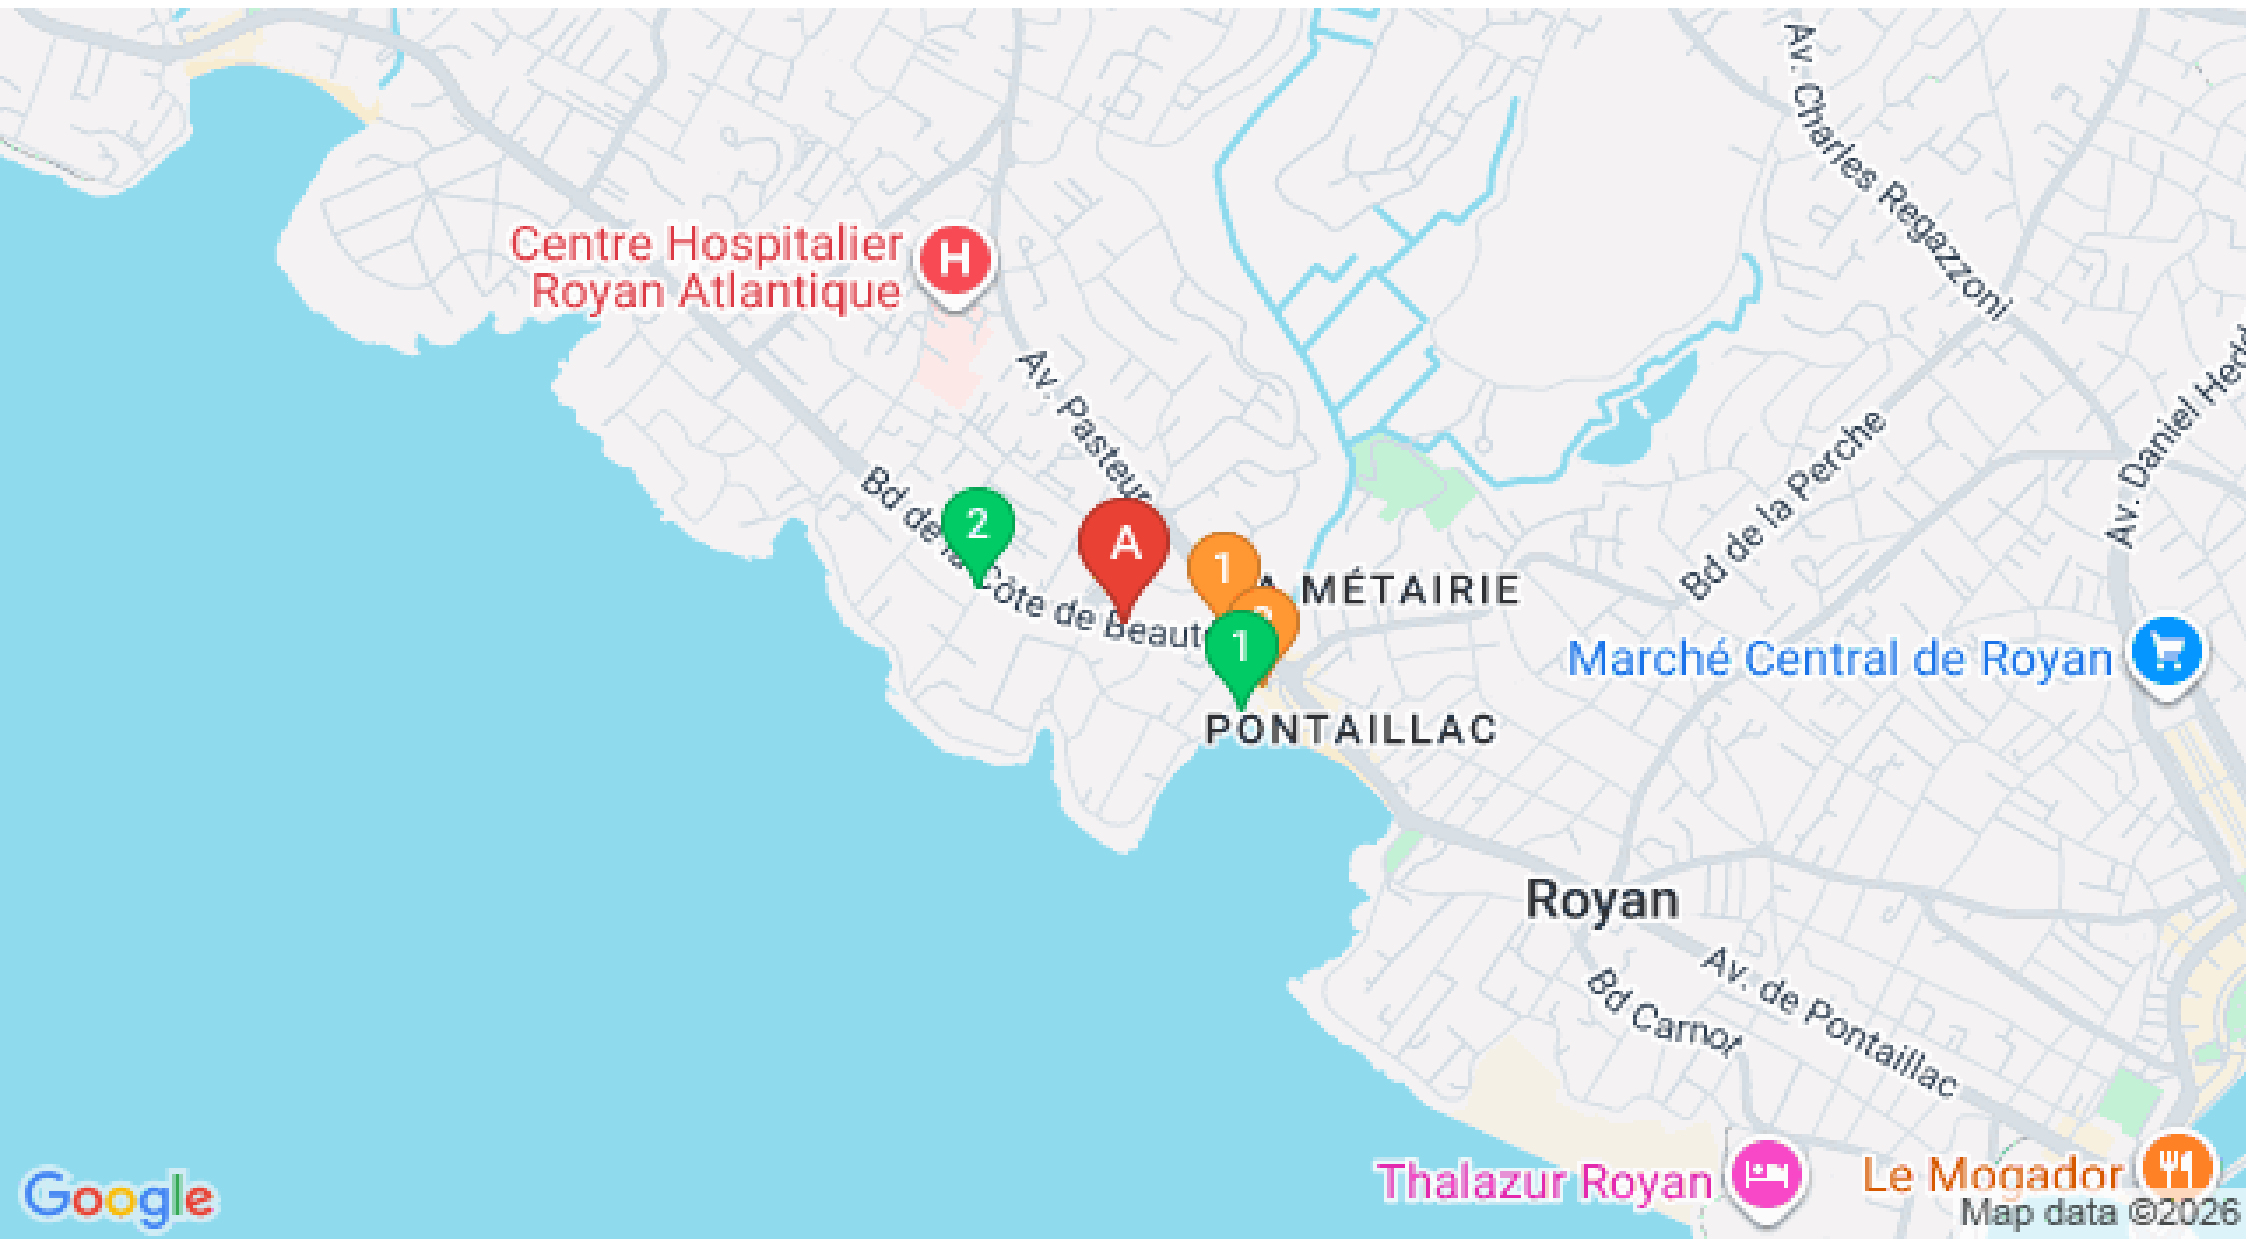 Av. Charles Regazzoni
Centre Hospitalier
Royan Atlantique
H
Av. Pasteur
Av. Daniel
Bd de la Perche
Bd de la Côte de
2
A
1
MÉTAIRIE
1
Marché Central de Royan
PONTAILLAC
Royan
Av. de Pontaillac
Bd Carnot
Thalazur Royan
Le Mogador
Google
Map data ©2026